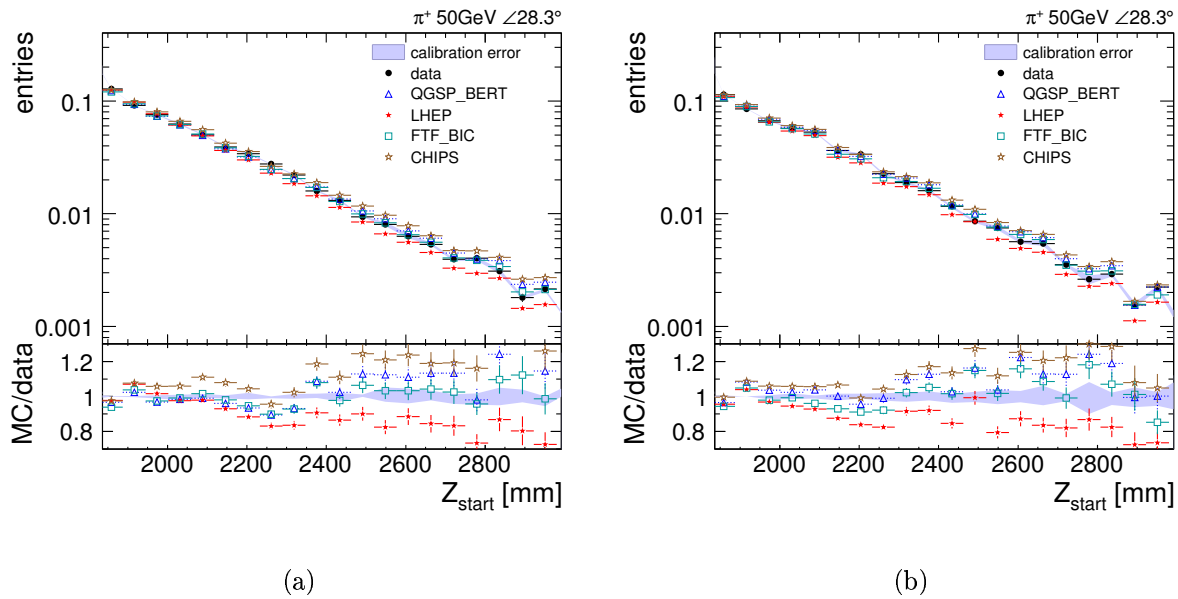 π+ 50GeV ∠28.3°
entries
calibration error
data
QGSP_BERT
LHEP
FTF_BIC
CHIPS
0.1
0.01
0.001
MC/data
1.2
1
0.8
2000 2200 2400 2600 2800
Zstart [mm]
(a)
π+ 50GeV ∠28.3°
entries
calibration error
data
QGSP_BERT
LHEP
FTF_BIC
CHIPS
0.1
0.01
0.001
MC/data
1.2
1
0.8
2000 2200 2400 2600 2800
Zstart [mm]
(b)